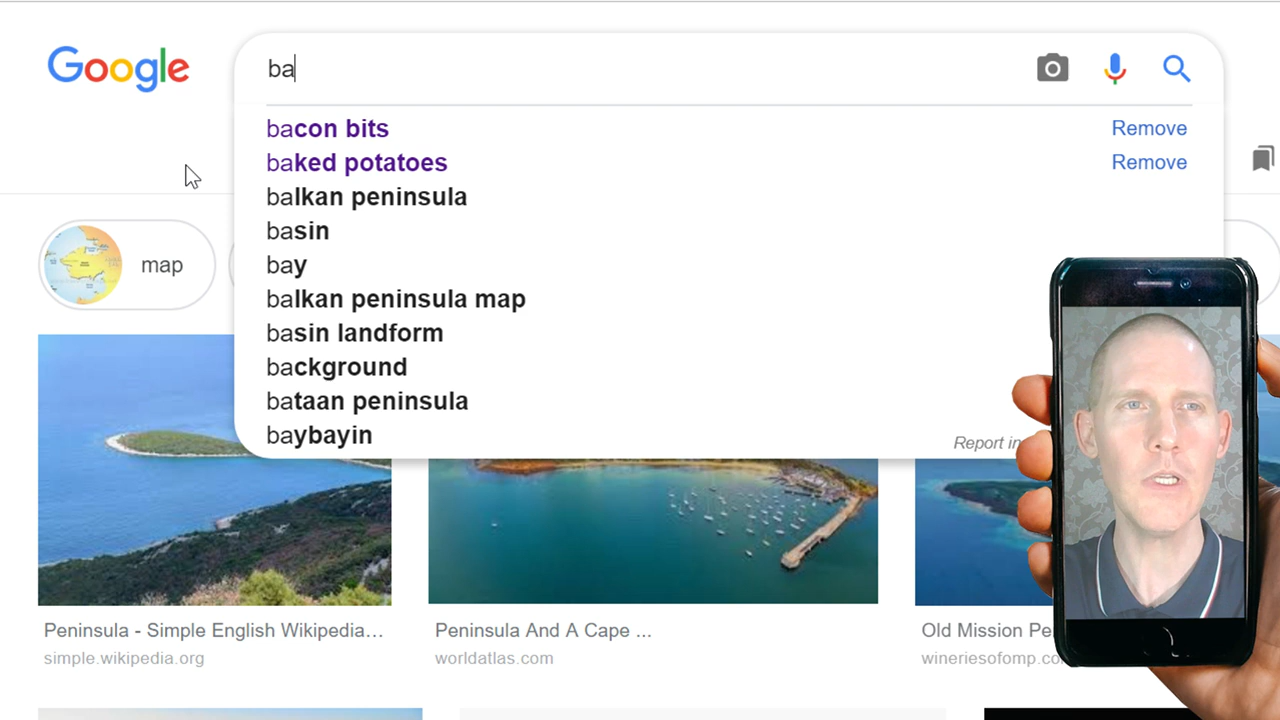 Google
ba
bacon bits Remove
baked potatoes Remove
balkan peninsula
basin
bay
balkan peninsula map
basin landform
background
bataan peninsula
baybayin
Report in
map
Peninsula - Simple English Wikipedia…
simple.wikipedia.org
Peninsula And A Cape ...
worldatlas.com
Old Mission Pe
wineriesofomp.co